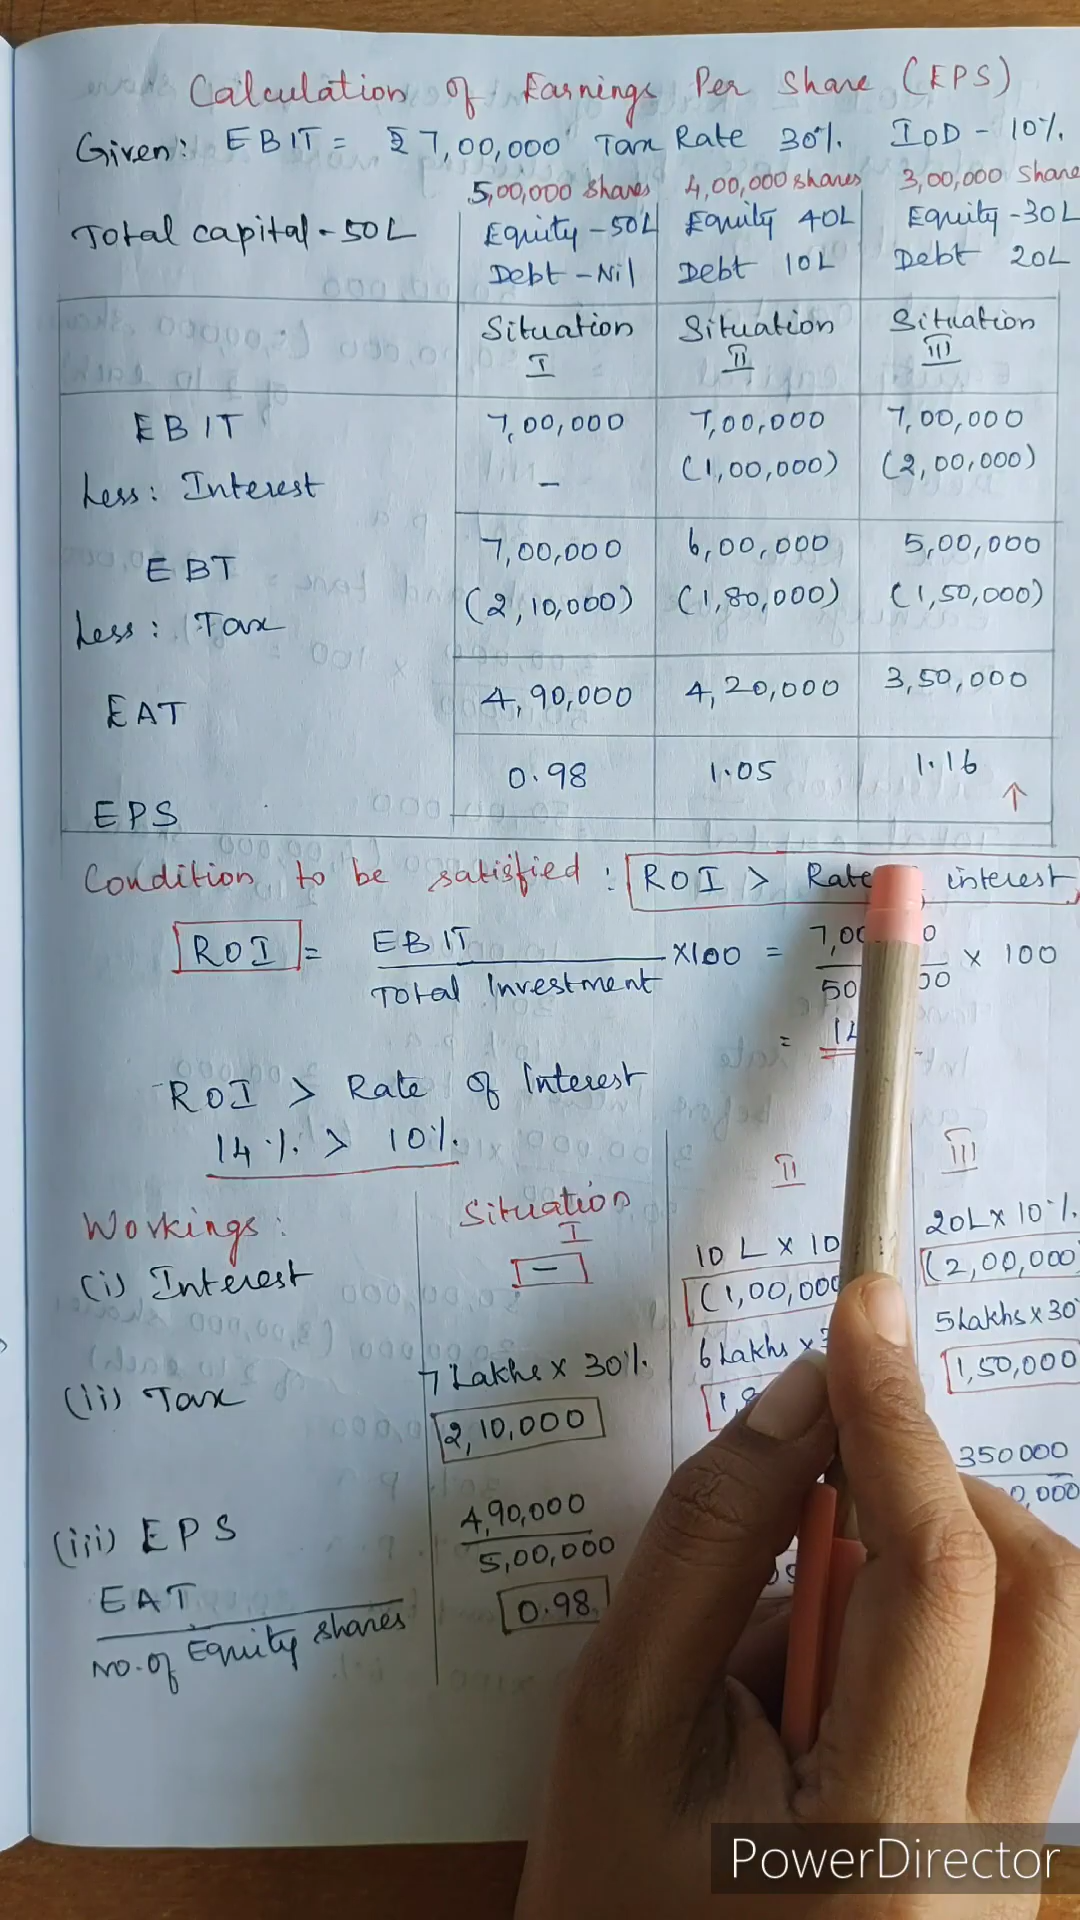 Calculation of Earnings Per Share (EPS)
Given: EBIT = ₹ 7,00,000 Tax Rate 30% IOD - 10%.
5,00,000 Shares 4,00,000 shares 3,00,000 Share
Total capital - 50L Equity - 50L Equity 40L Equity - 30L
Debt - Nil Debt 10L Debt 20L
Situation I Situation II Situation III
EBIT 7,00,000 7,00,000 7,00,000
Less: Interest - (1,00,000) (2,00,000)
EBT 7,00,000 6,00,000 5,00,000
Less: Tax (2,10,000) (1,80,000) (1,50,000)
EAT 4,90,000 4,20,000 3,50,000
EPS 0.98 1.05 1.16 ↑
Condition to be satisfied: ROI > Rate interest
ROI = EBIT / Total Investment ×100 = × 100
=
ROI > Rate of Interest
14% > 10%.
Workings: Situation I II III
(i) Interest - 10 L × 10 20L × 10%.
(1,00,000 (2,00,000)
(ii) Tax 7 Lakhs × 30%. 6 Lakhs × 5 Lakhs × 30
2,10,000 1,50,000
(iii) EPS 4,90,000 / 5,00,000 350000
EAT / No. of Equity shares 0.98
PowerDirector